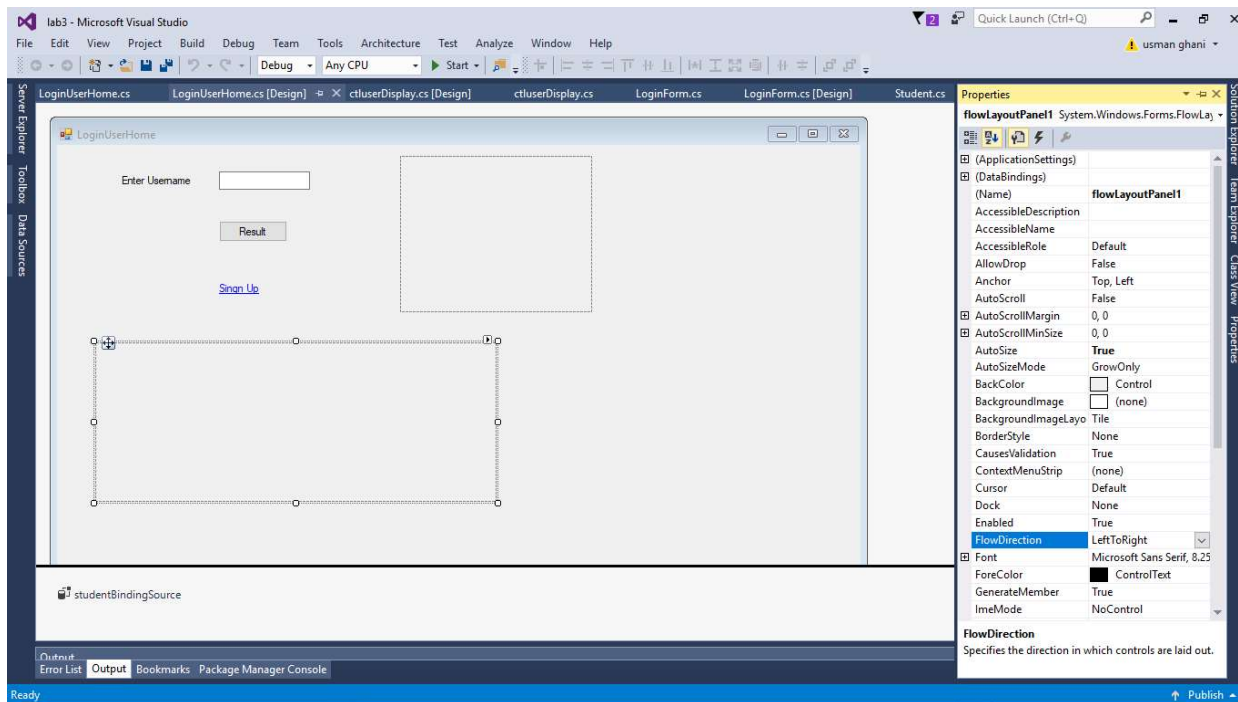 lab3 - Microsoft Visual Studio
2
Quick Launch (Ctrl+Q)
File Edit View Project Build Debug Team Tools Architecture Test Analyze Window Help
usman ghani
Debug Any CPU Start
Server Explorer
Toolbox
Data Sources
LoginUserHome.cs LoginUserHome.cs [Design] ctluserDisplay.cs [Design] ctluserDisplay.cs LoginForm.cs LoginForm.cs [Design] Student.cs
LoginUserHome
Enter Username
Result
Singn Up
studentBindingSource
Output
Error List Output Bookmarks Package Manager Console
Properties
flowLayoutPanel1 System.Windows.Forms.FlowLay
(ApplicationSettings)
(DataBindings)
(Name) flowLayoutPanel1
AccessibleDescription
AccessibleName
AccessibleRole Default
AllowDrop False
Anchor Top, Left
AutoScroll False
AutoScrollMargin 0, 0
AutoScrollMinSize 0, 0
AutoSize True
AutoSizeMode GrowOnly
BackColor Control
BackgroundImage (none)
BackgroundImageLayo Tile
BorderStyle None
CausesValidation True
ContextMenuStrip (none)
Cursor Default
Dock None
Enabled True
FlowDirection LeftToRight
Font Microsoft Sans Serif, 8.25
ForeColor ControlText
GenerateMember True
ImeMode NoControl
FlowDirection
Specifies the direction in which controls are laid out.
Solution Explorer
Team Explorer
Class View
Properties
Ready
Publish